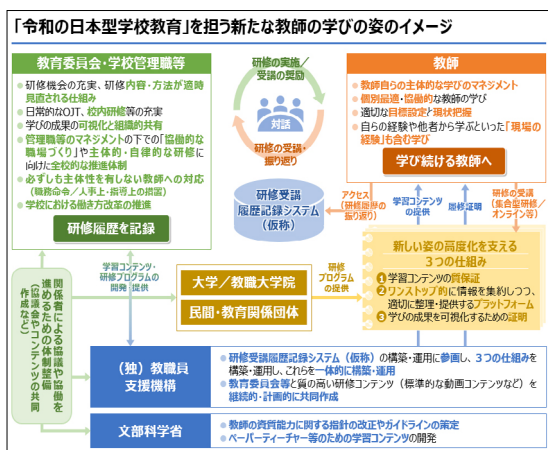 「令和の日本型学校教育」を担う新たな教師の学びの姿のイメージ
教育委員会・学校管理職等
●研修機会の充実、研修内容・方法が適時
見直される仕組み
●日常的なOJT、校内研修等の充実
●学びの成果の可視化と組織的共有
●管理職等のマネジメントの下での「協働的な
職場づくり」や主体的・自律的な研修に
向けた全校的な推進体制
●必ずしも主体性を有しない教師への対応
(職務命令/人事上・指導上の措置)
●学校における働き方改革の推進
研修履歴を記録
研修の実施/
受講の奨励
対話
研修の受講・
振り返り
教師
●教師自らの主体的な学びのマネジメント
●個別最適・協働的な教師の学び
●適切な目標設定と現状把握
●自らの経験や他者から学ぶといった「現場の
経験」も含む学び
学び続ける教師へ
研修受講
履歴記録システム
(仮称)
アクセス
(研修履歴の
振り返り)
学習コンテンツ
の提供
履修証明
研修の受講
(集合型研修/
オンライン等)
新しい姿の高度化を支える
3つの仕組み
❶学習コンテンツの質保証
❷ワンストップ的に情報を集約しつつ、
適切に整理・提供するプラットフォーム
❸学びの成果を可視化するための証明
学習コンテンツ・
研修プログラムの
開発・提供
大学/教職大学院
民間・教育関係団体
研修
プログラム
の提供
関係者による協議や協働を
進めるための体制整備
(協議会やコンテンツの共同
作成など)
(独)教職員
支援機構
●研修受講履歴記録システム(仮称)の構築・運用に参画し、3つの仕組みを
構築・運用し、これらを一体的に構築・運用
●教育委員会等と質の高い研修コンテンツ(標準的な動画コンテンツなど)を
継続的・計画的に共同作成
文部科学省
●教師の資質能力に関する指針の改正やガイドラインの策定
●ペーパーティーチャー等のための学習コンテンツの開発